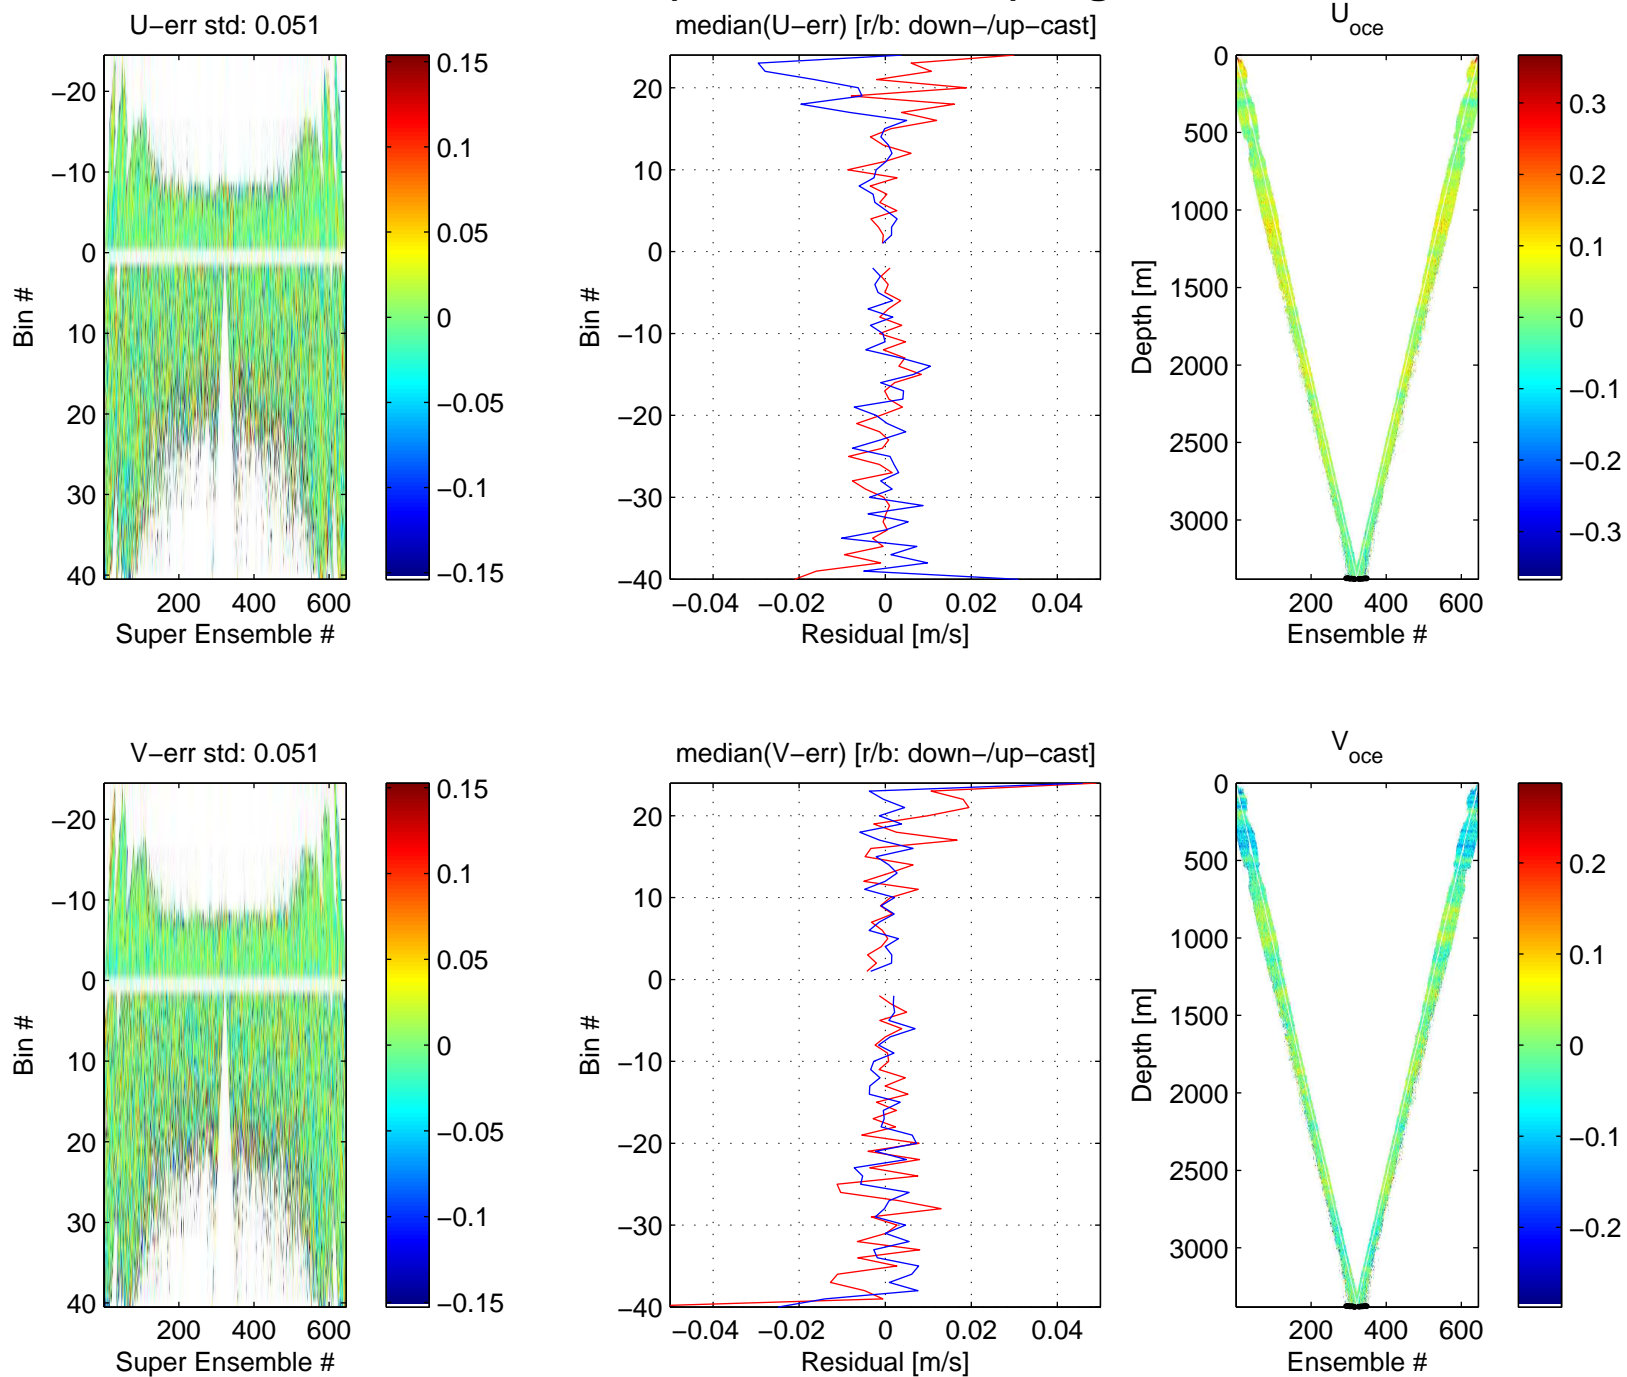 U−err std: 0.051
median(U−err) [r/b: down−/up−cast]
U oce
−20
−10
0
10
20
30
40
Bin #
200 400 600
Super Ensemble #
0.15
0.1
0.05
0
−0.05
−0.1
−0.15
20
10
0
−10
−20
−30
−40
Bin #
−0.04 −0.02 0 0.02 0.04
Residual [m/s]
0
500
1000
1500
2000
2500
3000
Depth [m]
200 400 600
Ensemble #
0.3
0.2
0.1
0
−0.1
−0.2
−0.3
V−err std: 0.051
median(V−err) [r/b: down−/up−cast]
V oce
−20
−10
0
10
20
30
40
Bin #
200 400 600
Super Ensemble #
0.15
0.1
0.05
0
−0.05
−0.1
−0.15
20
10
0
−10
−20
−30
−40
Bin #
−0.04 −0.02 0 0.02 0.04
Residual [m/s]
0
500
1000
1500
2000
2500
3000
Depth [m]
200 400 600
Ensemble #
0.2
0.1
0
−0.1
−0.2